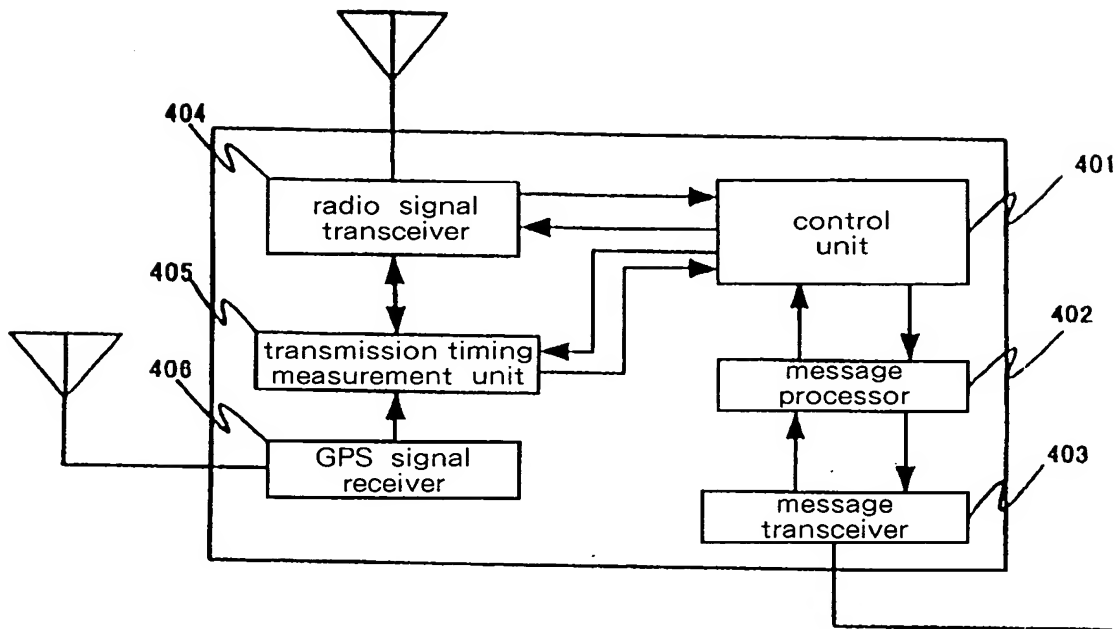 404
radio signal
transceiver
401
control
unit
405
transmission timing
measurement unit
402
message
processor
406
GPS signal
receiver
403
message
transceiver